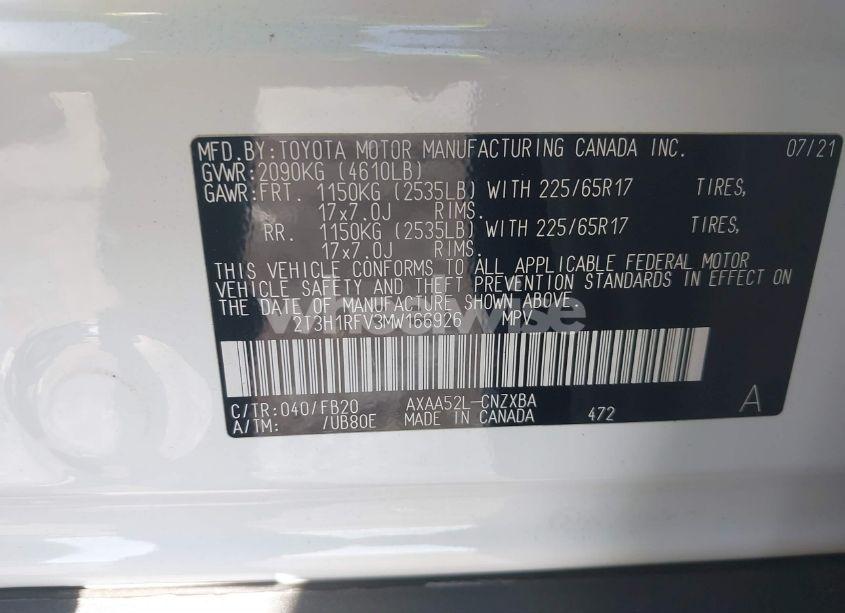 MFD.BY:TOYOTA MOTOR MANUFACTURING CANADA INC. 07/21
GVWR:2090KG (4610LB)
GAWR:FRT. 1150KG (2535LB) WITH 225/65R17 TIRES,
17x7.0J RIMS.
RR. 1150KG (2535LB) WITH 225/65R17 TIRES,
17x7.0J RIMS.
THIS VEHICLE CONFORMS TO ALL APPLICABLE FEDERAL MOTOR
VEHICLE SAFETY AND THEFT PREVENTION STANDARDS IN EFFECT ON
THE DATE OF MANUFACTURE SHOWN ABOVE.
2T3H1RFV3MW166926 MPV
wheelwise
C/TR:040/FB20 AXAA52L-CNZXBA A
A/TM: /UB80E MADE IN CANADA 472